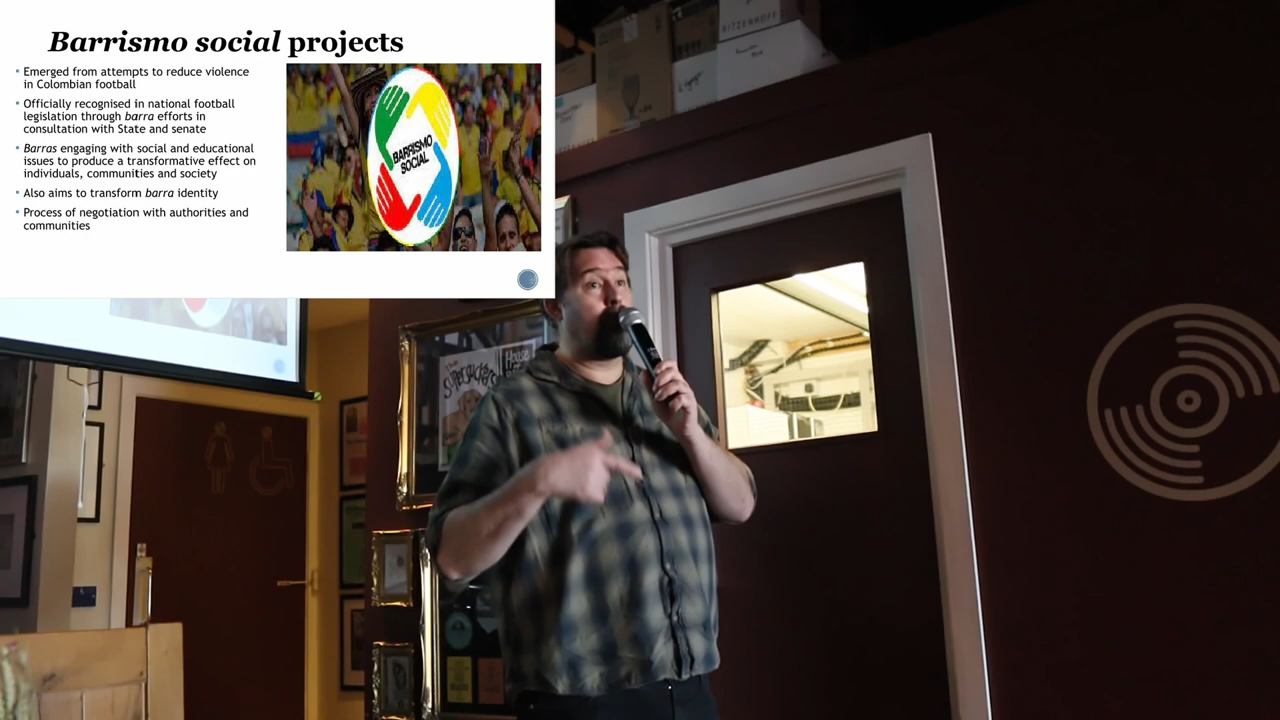 Barrismo social projects
• Emerged from attempts to reduce violence
in Colombian football
• Officially recognised in national football
legislation through barra efforts in
consultation with State and senate
• Barras engaging with social and educational
issues to produce a transformative effect on
individuals, communities and society
• Also aims to transform barra identity
• Process of negotiation with authorities and
communities
BARRISMO
SOCIAL
RITZENHOFF
House